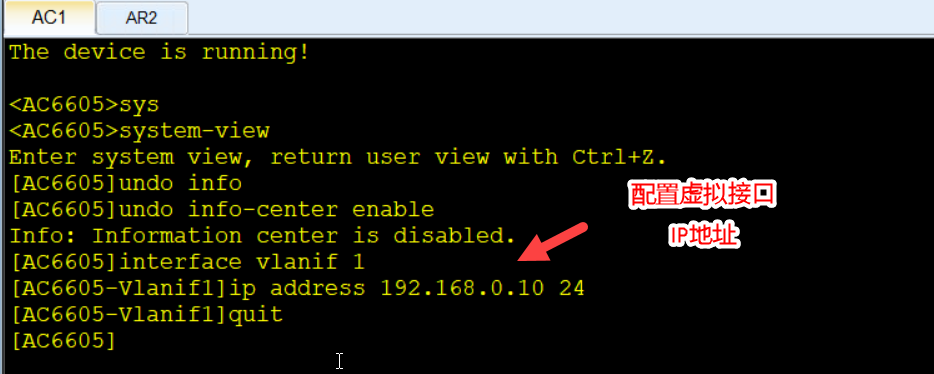 AC1 AR2
The device is running!
<AC6605>sys
<AC6605>system-view
Enter system view, return user view with Ctrl+Z.
[AC6605]undo info
[AC6605]undo info-center enable
Info: Information center is disabled.
[AC6605]interface vlanif 1
[AC6605-Vlanif1]ip address 192.168.0.10 24
[AC6605-Vlanif1]quit
[AC6605]
配置虚拟接口
IP地址